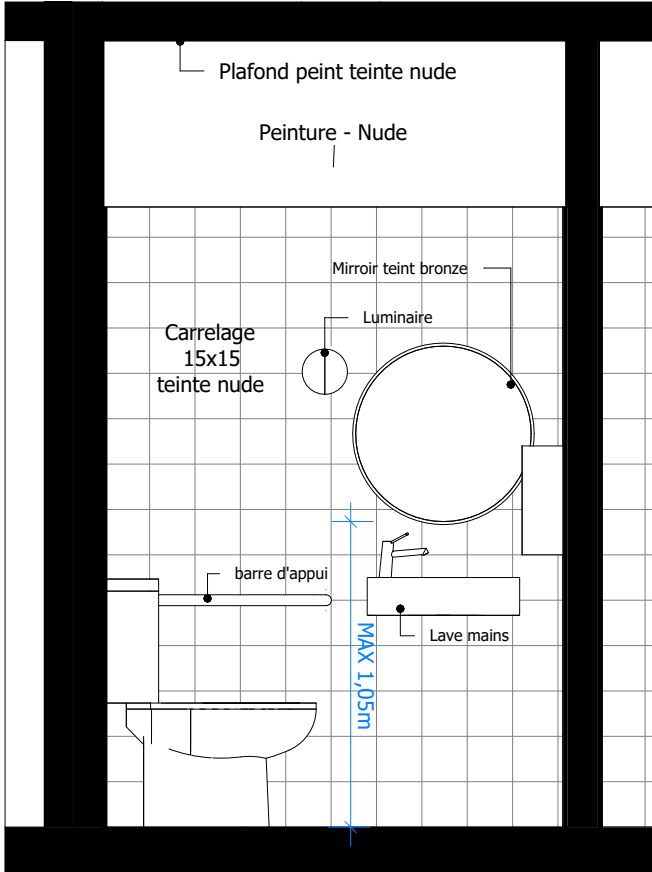 Plafond peint teinte nude
Peinture - Nude
Mirroir teint bronze
Luminaire
Carrelage
15x15
teinte nude
barre d'appui
Lave mains
MAX 1,05m